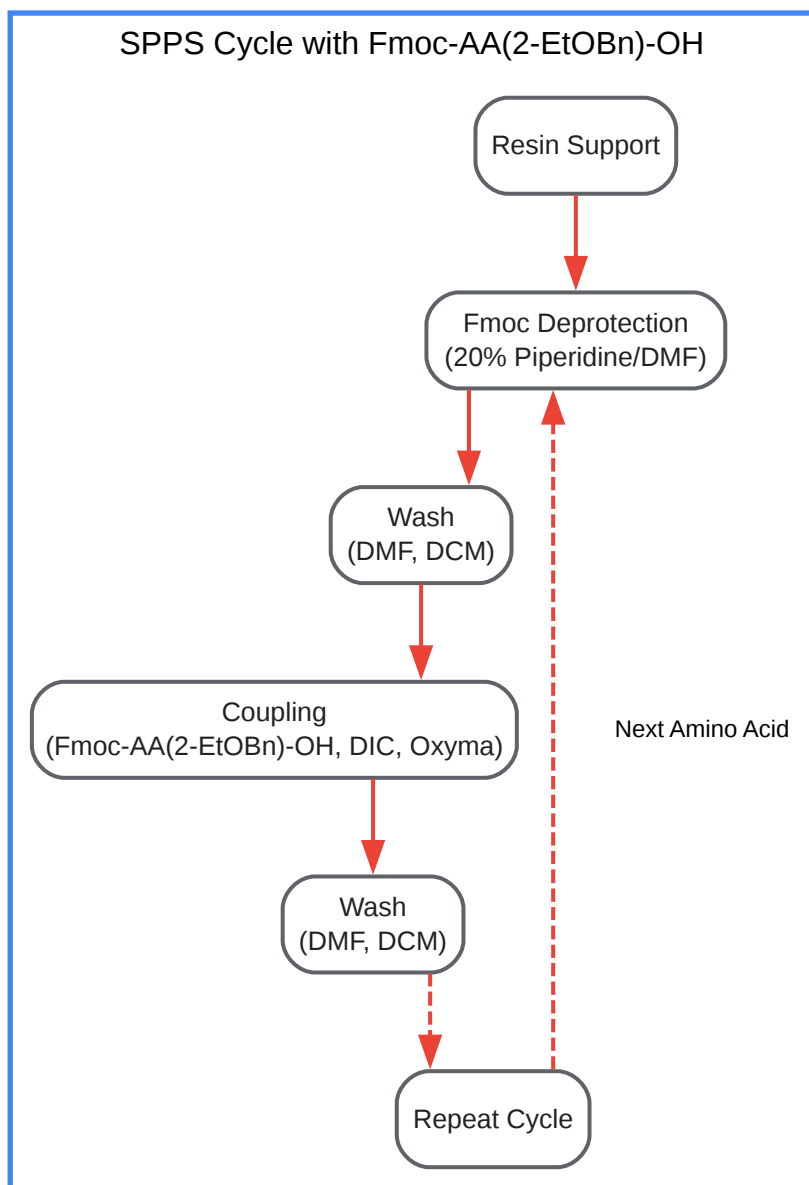 SPPS Cycle with Fmoc-AA(2-EtOBn)-OH
Resin Support
Fmoc Deprotection
(20% Piperidine/DMF)
Wash
(DMF, DCM)
Coupling
(Fmoc-AA(2-EtOBn)-OH, DIC, Oxyma)
Next Amino Acid
Wash
(DMF, DCM)
Repeat Cycle